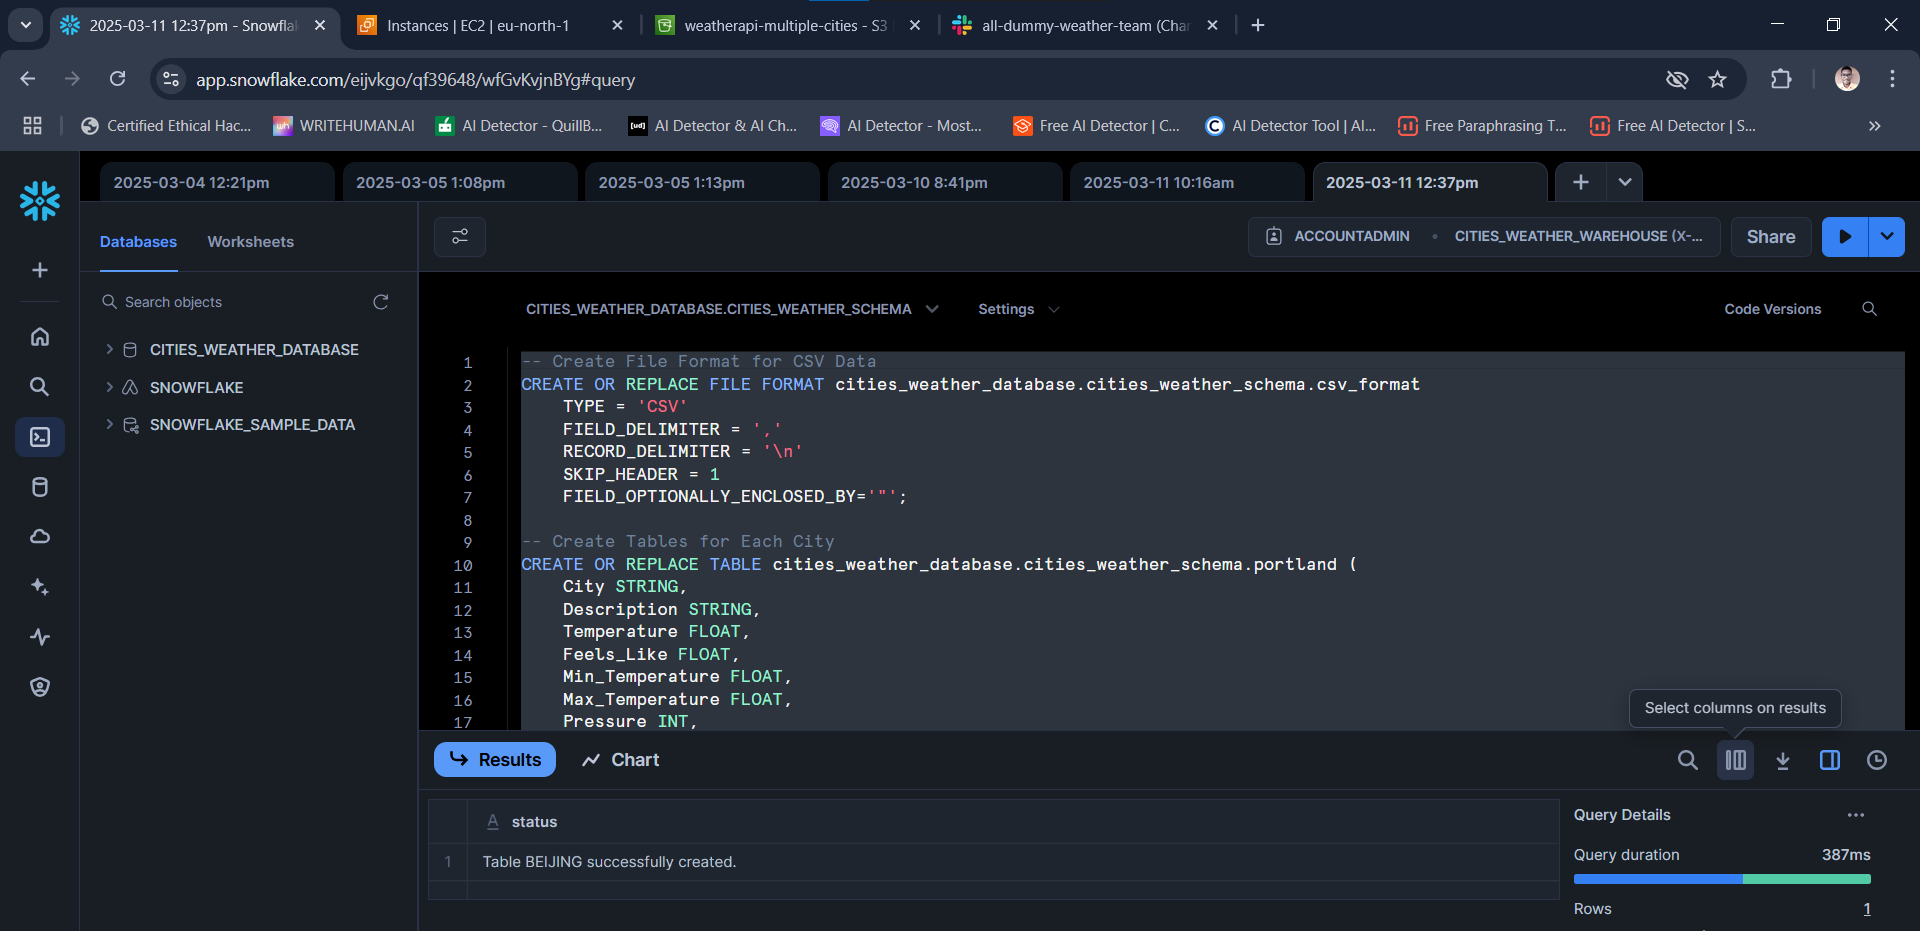 2025-03-11 12:37pm - Snowfla
Instances | EC2 | eu-north-1
weatherapi-multiple-cities - S3
all-dummy-weather-team (Char
app.snowflake.com/eijvkgo/qf39648/wfGvKvjnBYg#query
Certified Ethical Hac...
WRITEHUMAN.AI
AI Detector - QuillB...
AI Detector & AI Ch...
AI Detector - Most...
Free AI Detector | C...
AI Detector Tool | AI...
Free Paraphrasing T...
Free AI Detector | S...
2025-03-04 12:21pm
2025-03-05 1:08pm
2025-03-05 1:13pm
2025-03-10 8:41pm
2025-03-11 10:16am
2025-03-11 12:37pm
Databases
Worksheets
ACCOUNTADMIN
CITIES_WEATHER_WAREHOUSE (X-...
Share
Search objects
CITIES_WEATHER_DATABASE
SNOWFLAKE
SNOWFLAKE_SAMPLE_DATA
CITIES_WEATHER_DATABASE.CITIES_WEATHER_SCHEMA
Settings
Code Versions
1 -- Create File Format for CSV Data
2 CREATE OR REPLACE FILE FORMAT cities_weather_database.cities_weather_schema.csv_format
3 TYPE = 'CSV'
4 FIELD_DELIMITER = ','
5 RECORD_DELIMITER = '\n'
6 SKIP_HEADER = 1
7 FIELD_OPTIONALLY_ENCLOSED_BY='"';
8
9 -- Create Tables for Each City
10 CREATE OR REPLACE TABLE cities_weather_database.cities_weather_schema.portland (
11 City STRING,
12 Description STRING,
13 Temperature FLOAT,
14 Feels_Like FLOAT,
15 Min_Temperature FLOAT,
16 Max_Temperature FLOAT,
17 Pressure INT,
Select columns on results
Results
Chart
A status
1 Table BEIJING successfully created.
Query Details
Query duration 387ms
Rows 1